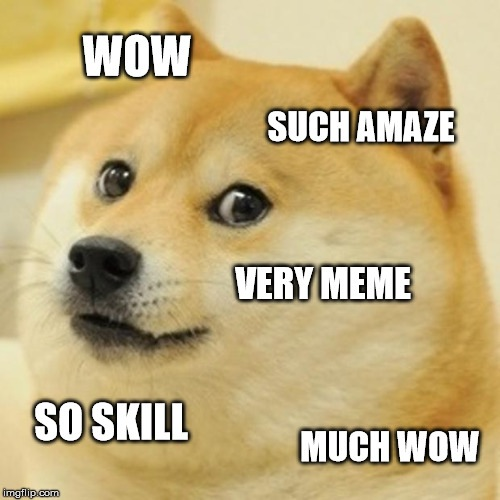 WOW
SUCH AMAZE
VERY MEME
SO SKILL
MUCH WOW
imgflip.com